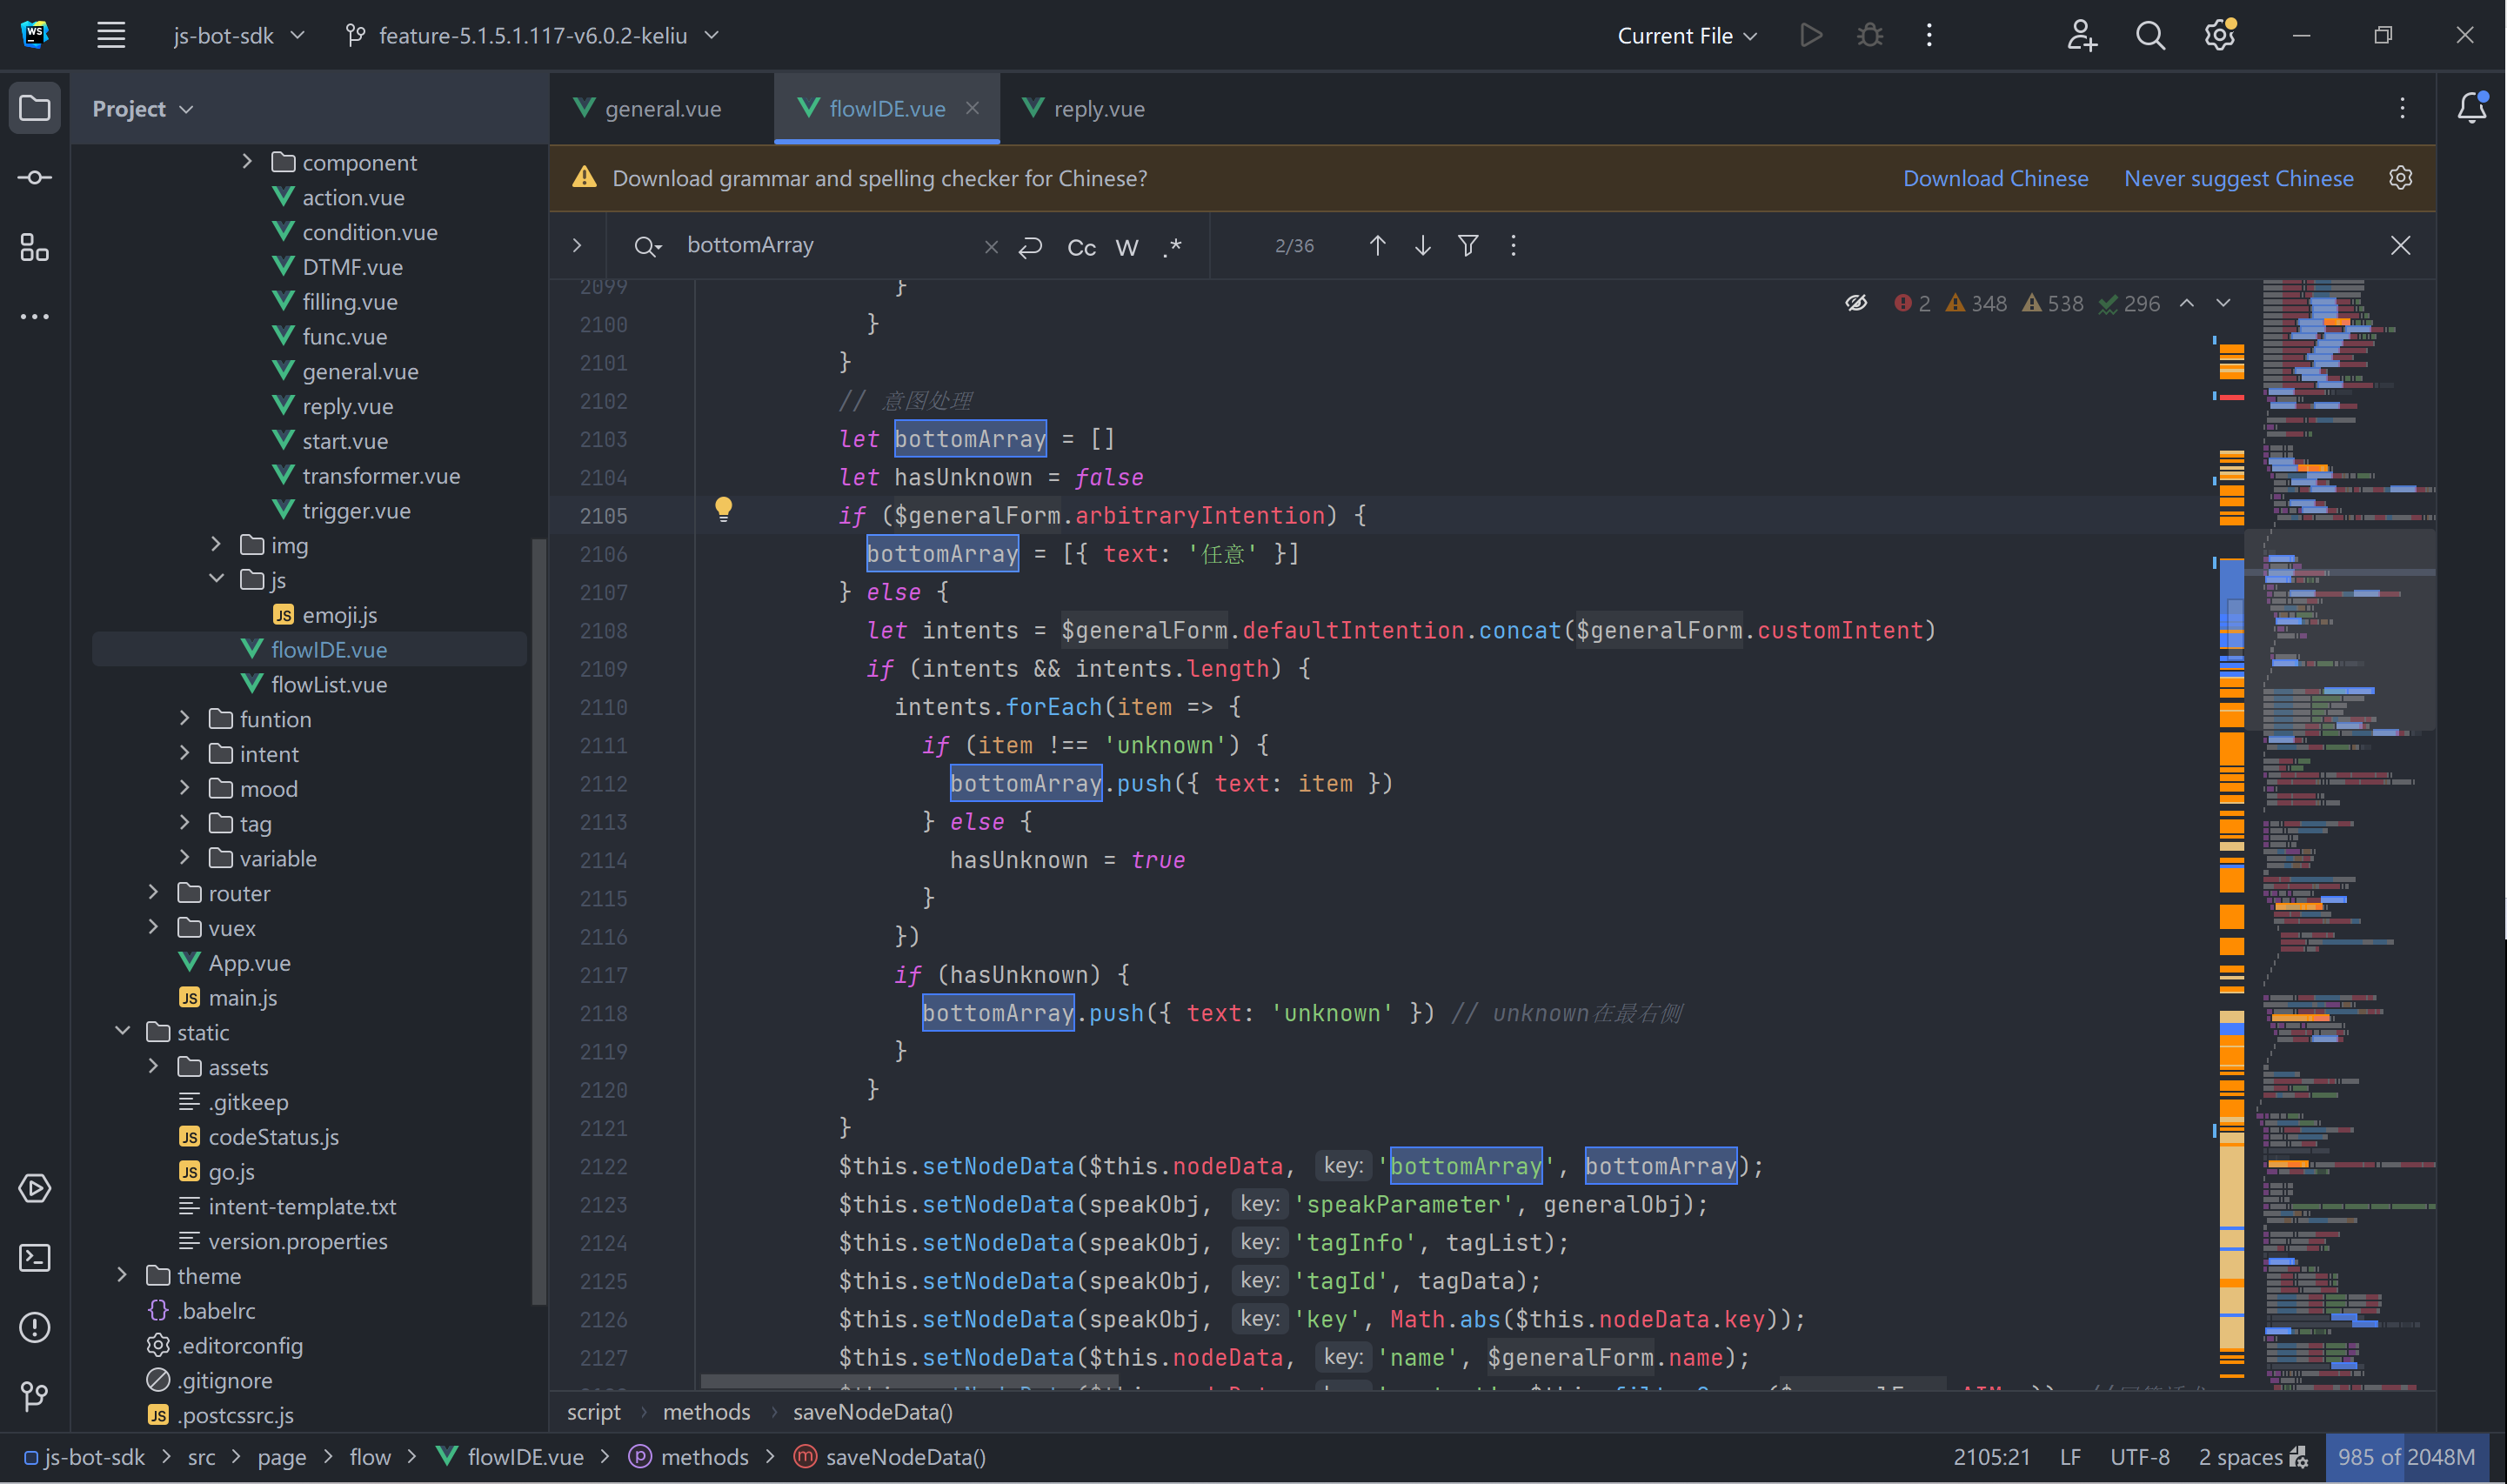 WS
js-bot-sdk
feature-5.1.5.1.117-v6.0.2-keliu
Current File
Project
general.vue
flowIDE.vue
reply.vue
Download grammar and spelling checker for Chinese?
Download Chinese
Never suggest Chinese
bottomArray
Cc W .*
2/36
2 348 538 296
component
action.vue
condition.vue
DTMF.vue
filling.vue
func.vue
general.vue
reply.vue
start.vue
transformer.vue
trigger.vue
img
js
JS emoji.js
flowIDE.vue
flowList.vue
funtion
intent
mood
tag
variable
router
vuex
App.vue
JS main.js
static
assets
.gitkeep
JS codeStatus.js
JS go.js
intent-template.txt
version.properties
theme
{} .babelrc
.editorconfig
.gitignore
JS .postcssrc.js
2099 }
2100 }
2101 }
2102 // 意图处理
2103 let bottomArray = []
2104 let hasUnknown = false
2105 if ($generalForm.arbitraryIntention) {
2106 bottomArray = [{ text: '任意' }]
2107 } else {
2108 let intents = $generalForm.defaultIntention.concat($generalForm.customIntent)
2109 if (intents && intents.length) {
2110 intents.forEach(item => {
2111 if (item !== 'unknown') {
2112 bottomArray.push({ text: item })
2113 } else {
2114 hasUnknown = true
2115 }
2116 })
2117 if (hasUnknown) {
2118 bottomArray.push({ text: 'unknown' }) // unknown在最右侧
2119 }
2120 }
2121 }
2122 $this.setNodeData($this.nodeData, key: 'bottomArray', bottomArray);
2123 $this.setNodeData(speakObj, key: 'speakParameter', generalObj);
2124 $this.setNodeData(speakObj, key: 'tagInfo', tagList);
2125 $this.setNodeData(speakObj, key: 'tagId', tagData);
2126 $this.setNodeData(speakObj, key: 'key', Math.abs($this.nodeData.key));
2127 $this.setNodeData($this.nodeData, key: 'name', $generalForm.name);
script > methods > saveNodeData()
js-bot-sdk > src > page > flow > flowIDE.vue > p methods > m saveNodeData()
2105:21 LF UTF-8 2 spaces 985 of 2048M